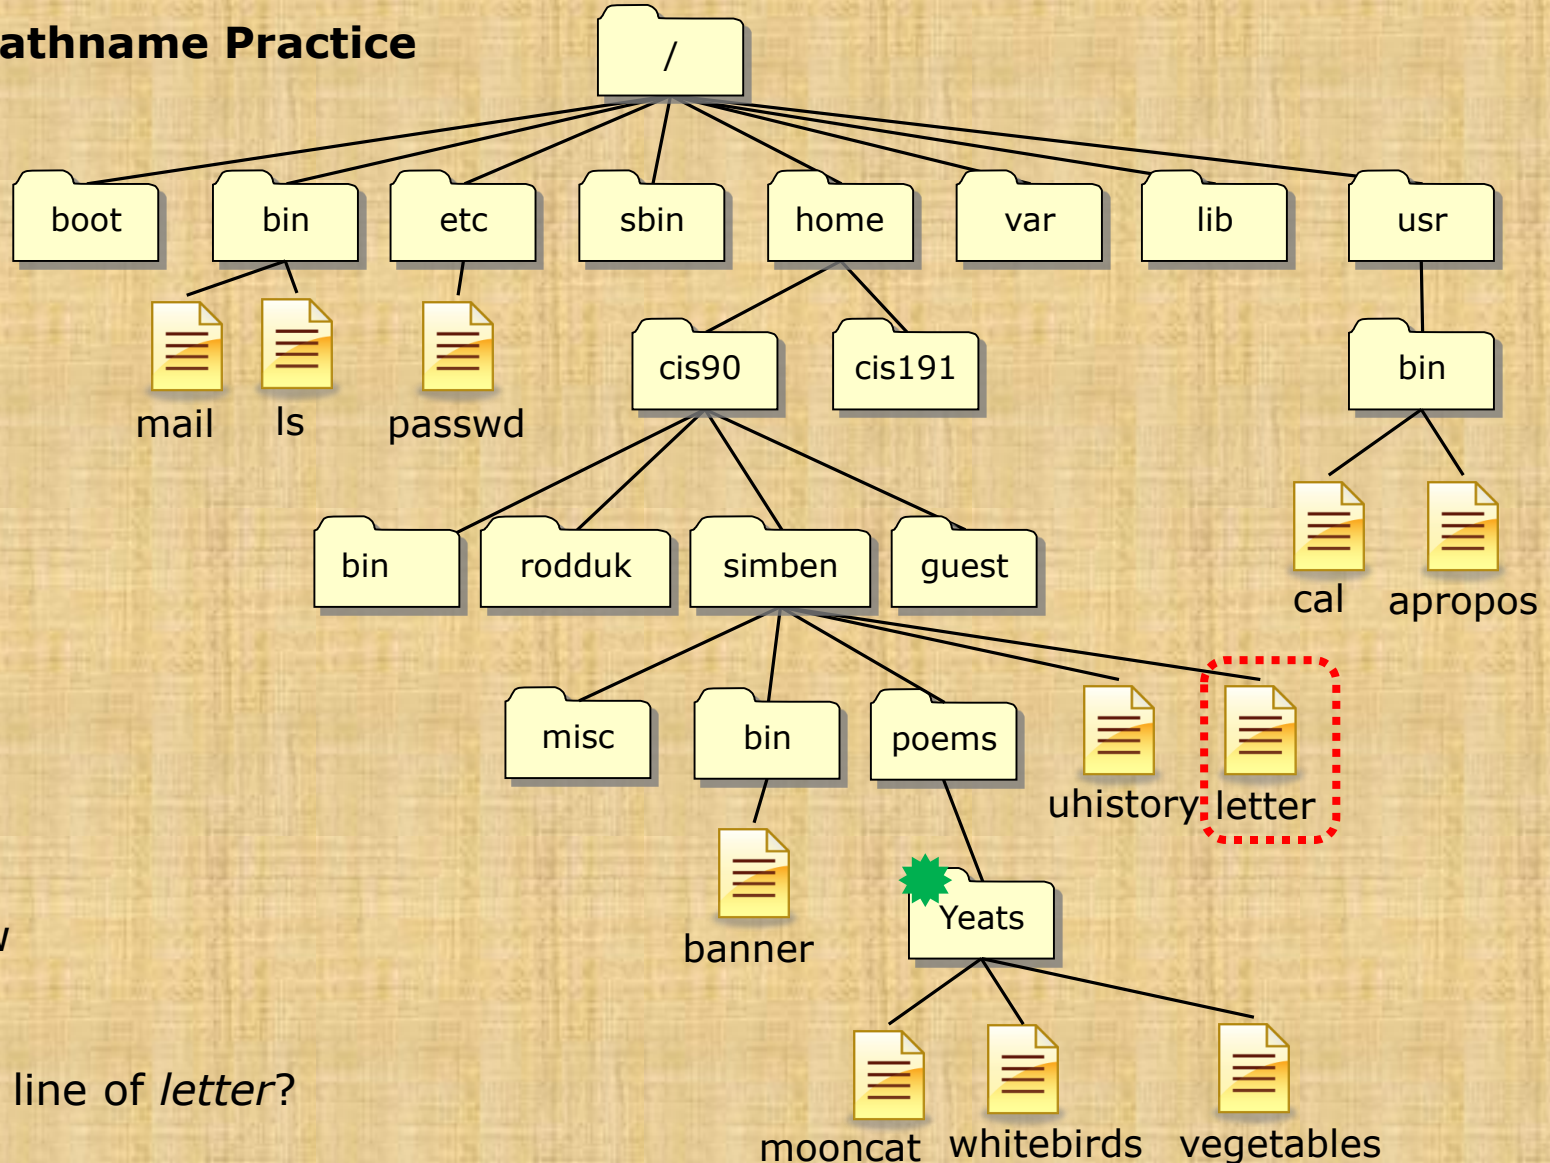 athname Practice
/
boot bin etc sbin home var lib usr
mail ls passwd
cis90 cis191 bin
bin rodduk simben guest
cal apropos
misc bin poems
uhistory letter
banner
Yeats
line of letter?
mooncat whitebirds vegetables